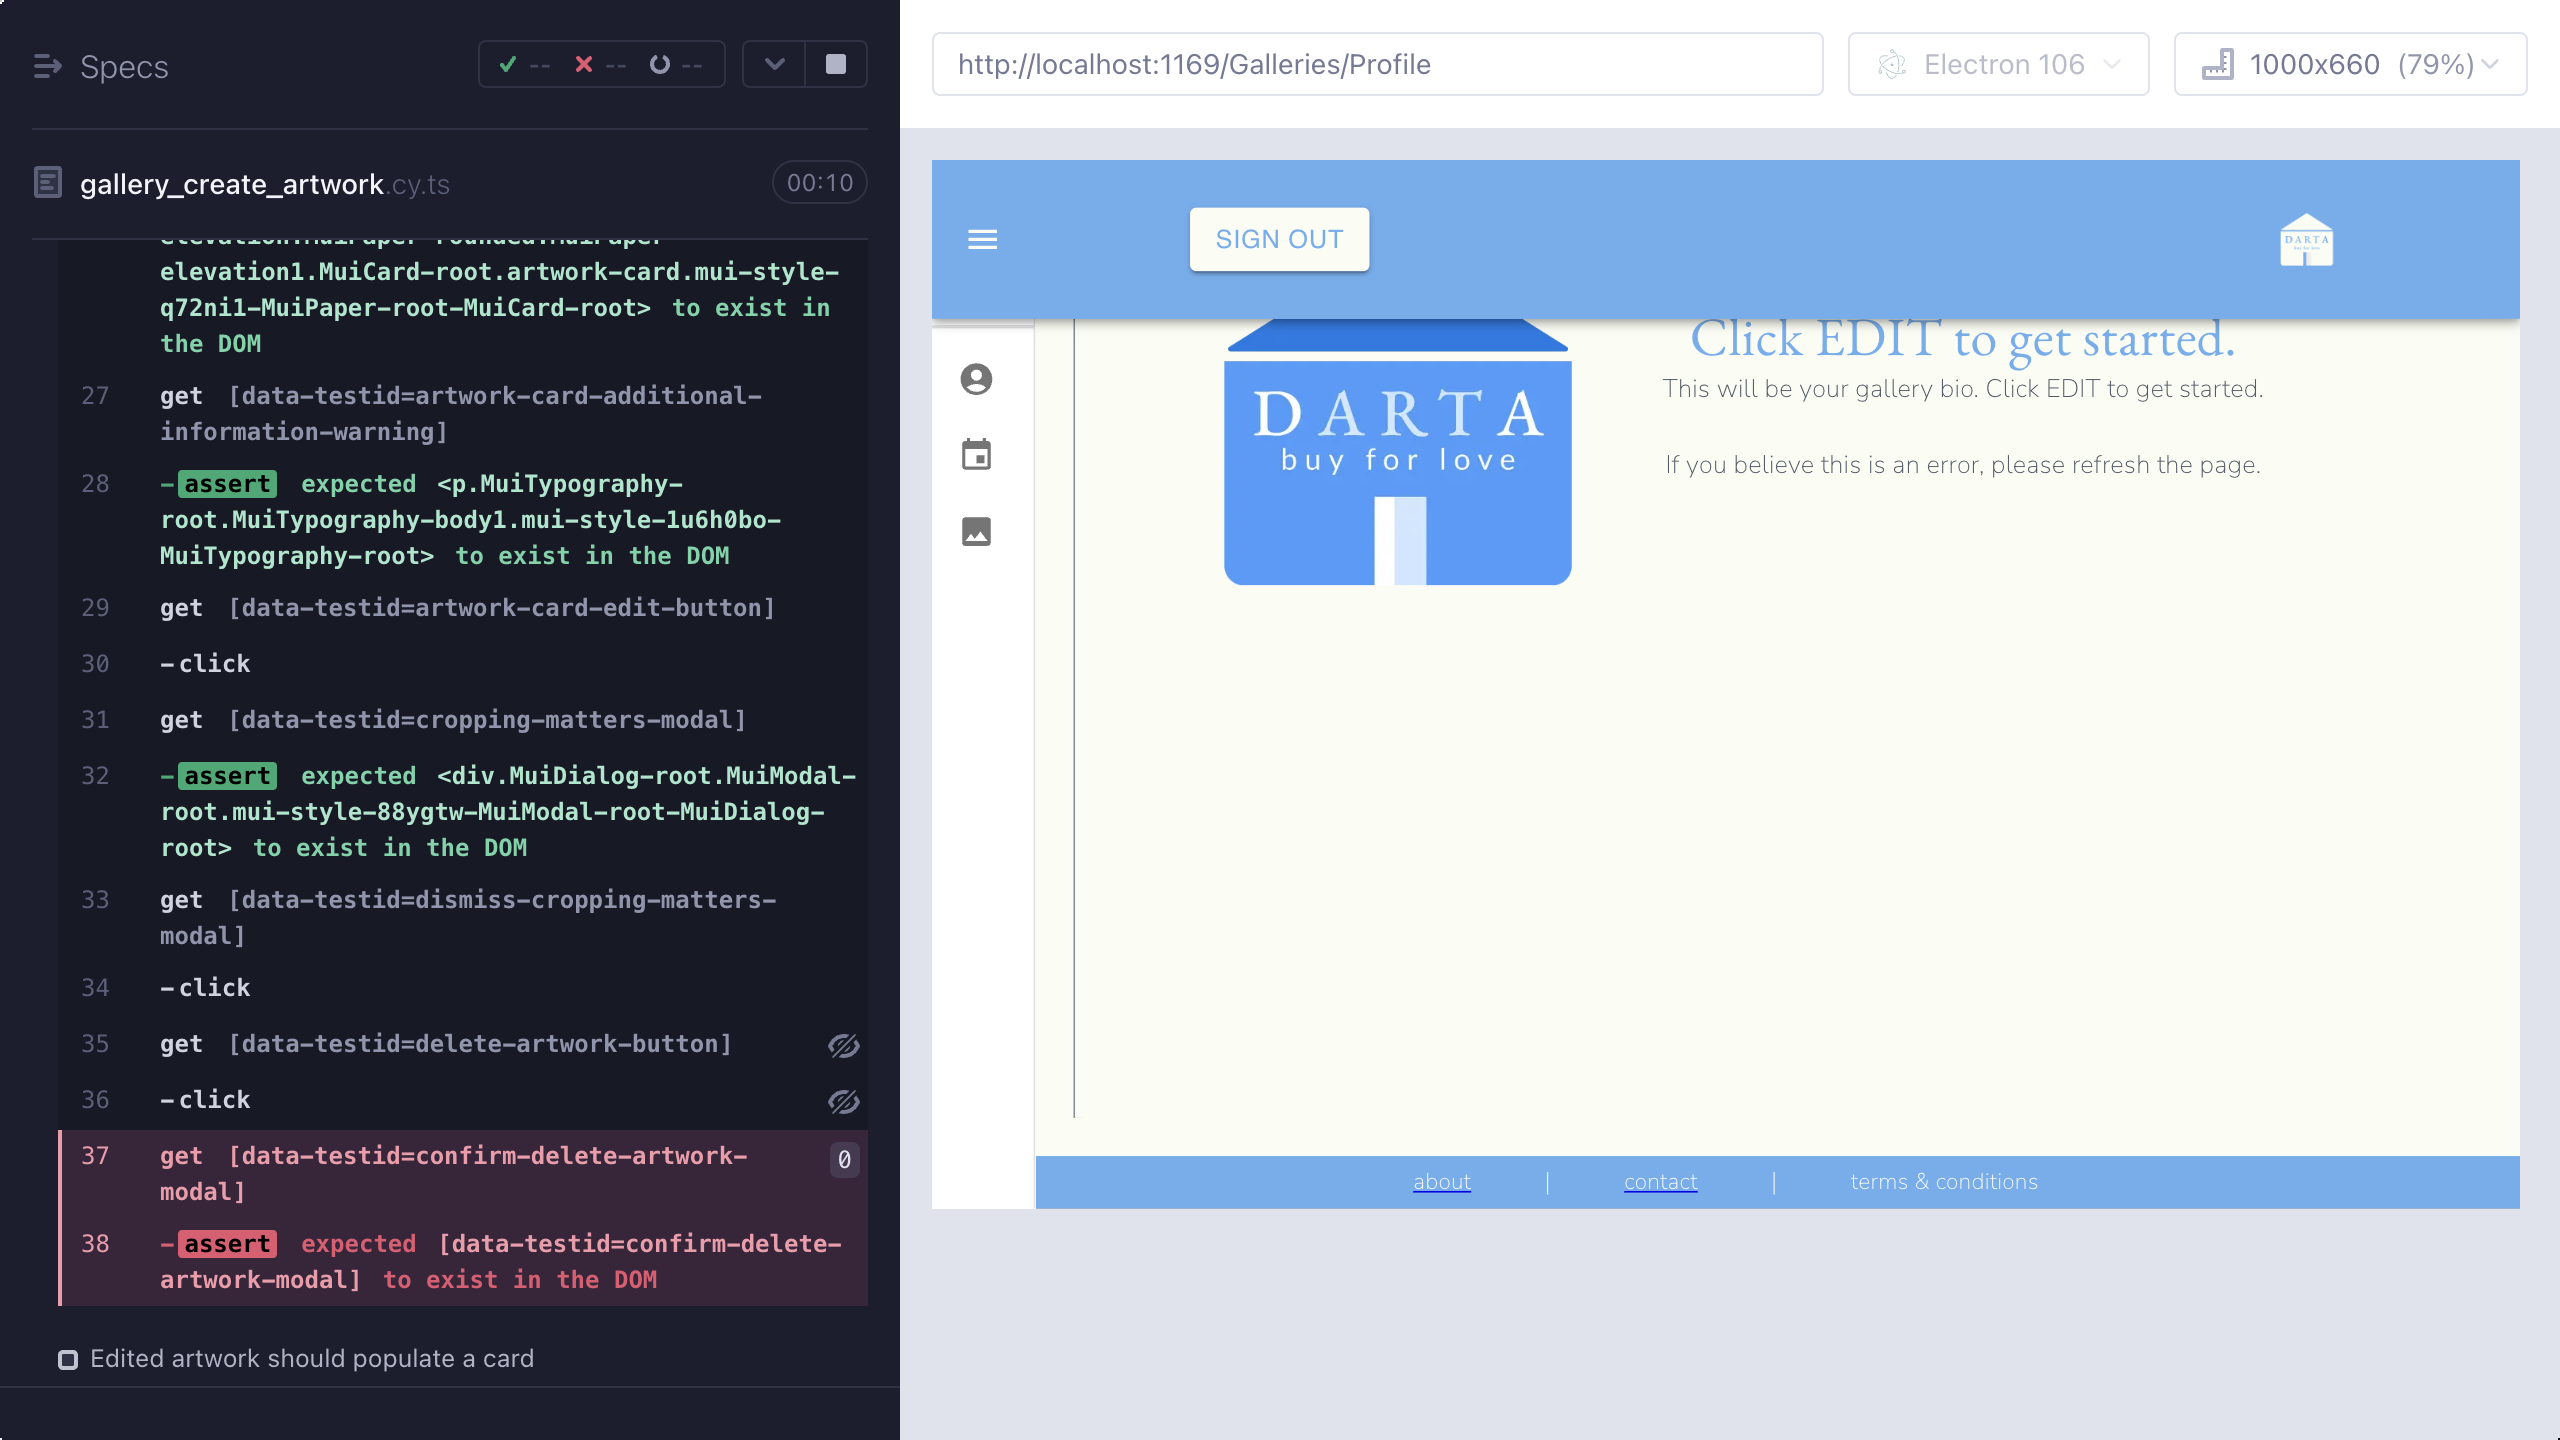 Specs
-- -- --
http://localhost:1169/Galleries/Profile
Electron 106
1000x660 (79%)
gallery_create_artwork.cy.ts
00:10
elevation.MuiPaper-rounded.MuiPaper-
elevation1.MuiCard-root.artwork-card.mui-style-
q72ni1-MuiPaper-root-MuiCard-root> to exist in
the DOM
27 get [data-testid=artwork-card-additional-
information-warning]
28 -assert expected <p.MuiTypography-
root.MuiTypography-body1.mui-style-1u6h0bo-
MuiTypography-root> to exist in the DOM
29 get [data-testid=artwork-card-edit-button]
30 -click
31 get [data-testid=cropping-matters-modal]
32 -assert expected <div.MuiDialog-root.MuiModal-
root.mui-style-88ygtw-MuiModal-root-MuiDialog-
root> to exist in the DOM
33 get [data-testid=dismiss-cropping-matters-
modal]
34 -click
35 get [data-testid=delete-artwork-button]
36 -click
37 get [data-testid=confirm-delete-artwork-
modal]
0
38 -assert expected [data-testid=confirm-delete-
artwork-modal] to exist in the DOM
Edited artwork should populate a card
SIGN OUT
DARTA
buy for love
DARTA
buy for love
Click EDIT to get started.
This will be your gallery bio. Click EDIT to get started.
If you believe this is an error, please refresh the page.
about | contact | terms & conditions